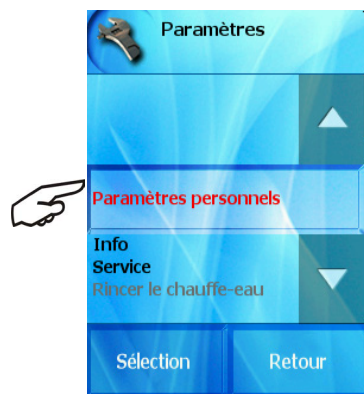 Paramètres
Paramètres personnels
Info
Service
Rincer le chauffe-eau
Sélection
Retour